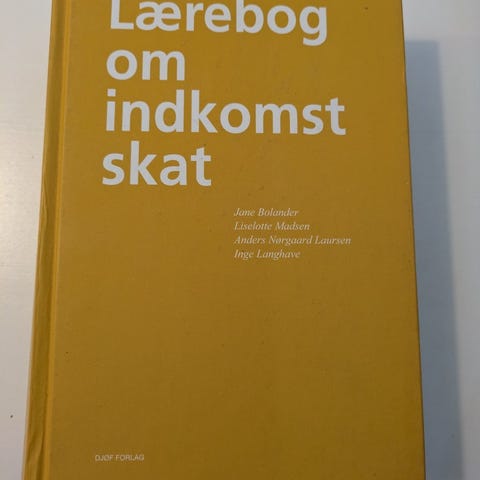 Lærebog
om
indkomst
skat
Jane Bolander
Liselotte Madsen
Anders Nørgaard Laursen
Inge Langhave
DJØF FORLAG